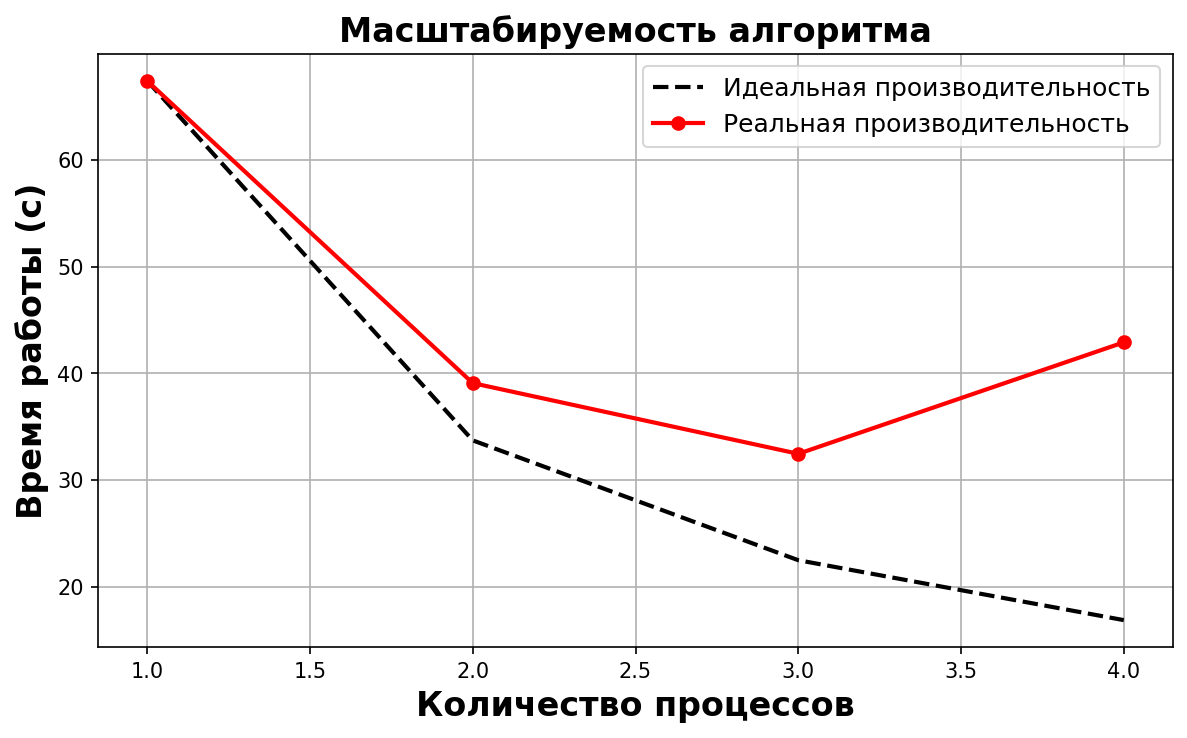 Масштабируемость алгоритма
Идеальная производительность
Реальная производительность
Время работы (с)
60
50
40
30
20
1.0 1.5 2.0 2.5 3.0 3.5 4.0
Количество процессов